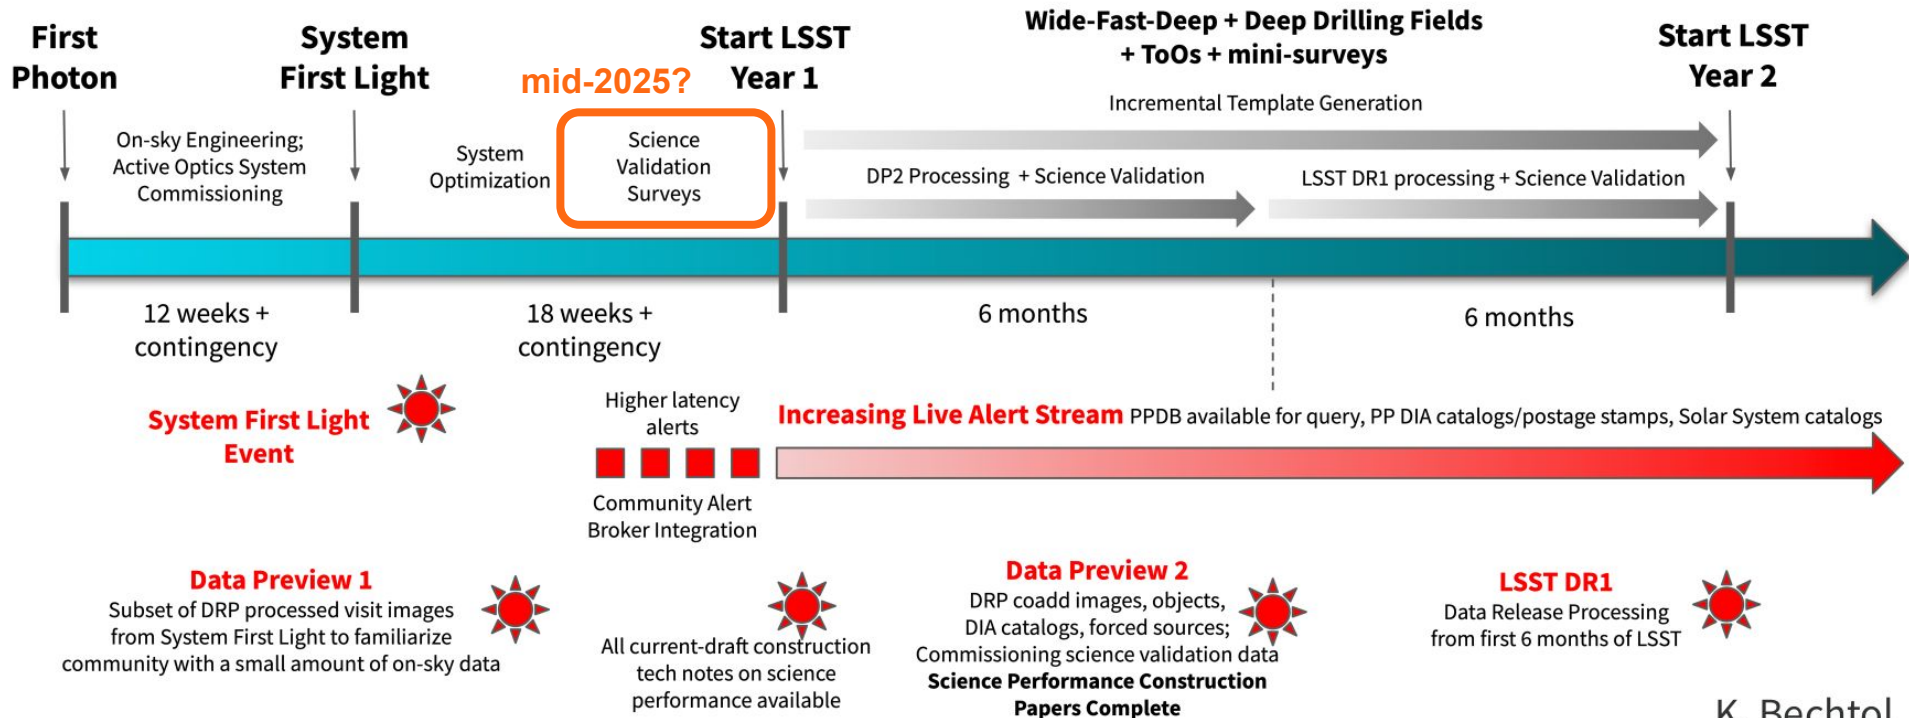 First
Photon
System
First Light
mid-2025?
Start LSST
Year 1
Wide-Fast-Deep + Deep Drilling Fields
+ ToOs + mini-surveys
Start LSST
Year 2
Incremental Template Generation
On-sky Engineering;
Active Optics System
Commissioning
System
Optimization
Science
Validation
Surveys
DP2 Processing + Science Validation
LSST DR1 processing + Science Validation
12 weeks +
contingency
18 weeks +
contingency
6 months
6 months
System First Light
Event
Higher latency
alerts
Community Alert
Broker Integration
Increasing Live Alert Stream PPDB available for query, PP DIA catalogs/postage stamps, Solar System catalogs
Data Preview 1
Subset of DRP processed visit images
from System First Light to familiarize
community with a small amount of on-sky data
All current-draft construction
tech notes on science
performance available
Data Preview 2
DRP coadd images, objects,
DIA catalogs, forced sources;
Commissioning science validation data
Science Performance Construction
Papers Complete
LSST DR1
Data Release Processing
from first 6 months of LSST
K. Bechtol